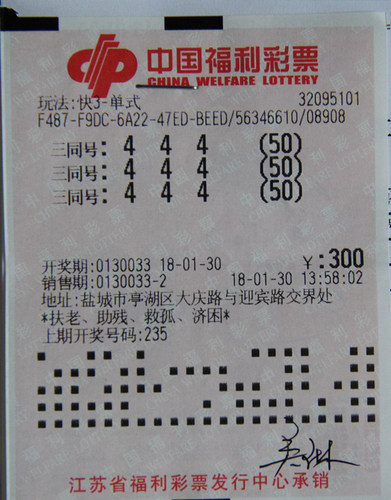 中国福利彩票
CHINA WELFARE LOTTERY
玩法:快3-单式 32095101
F487-F9DC-6A22-47ED-BEED/56346610/08908
三同号: 4 4 4 (50)
三同号: 4 4 4 (50)
三同号: 4 4 4 (50)
开奖期:0130033 18-01-30 ¥:300
销售期:0130033-2 18-01-30 13:58:02
地址:盐城市亭湖区大庆路与迎宾路交界处
*扶老、助残、救孤、济困*
上期开奖号码:235
江苏省福利彩票发行中心承销